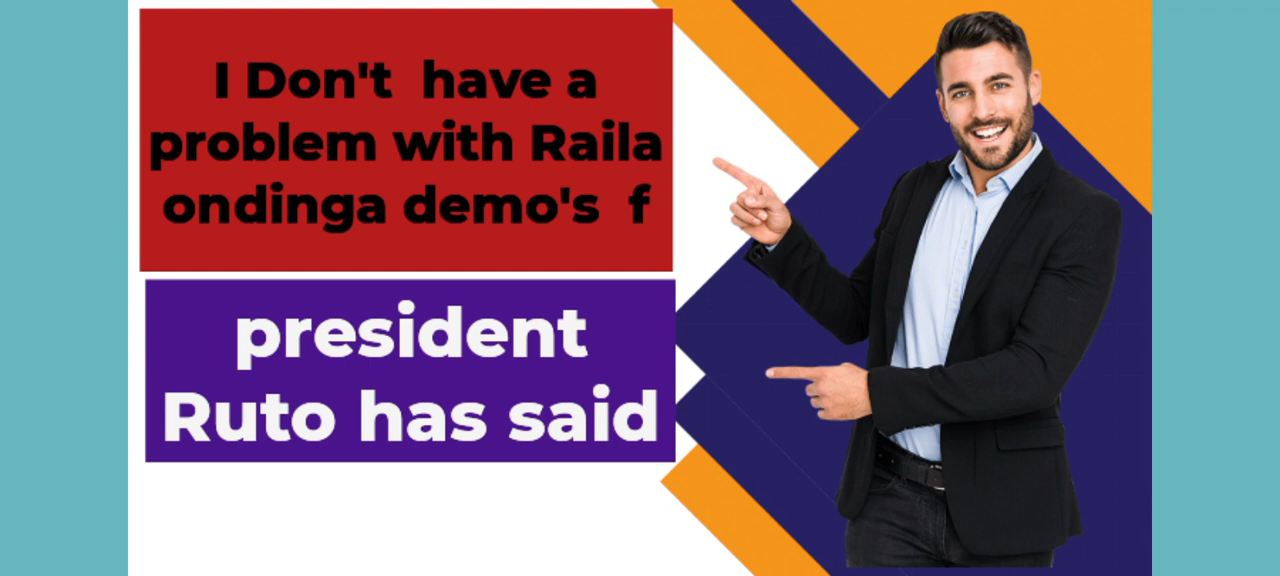 I Don't have a
problem with Raila
ondinga demo's f
president
Ruto has said